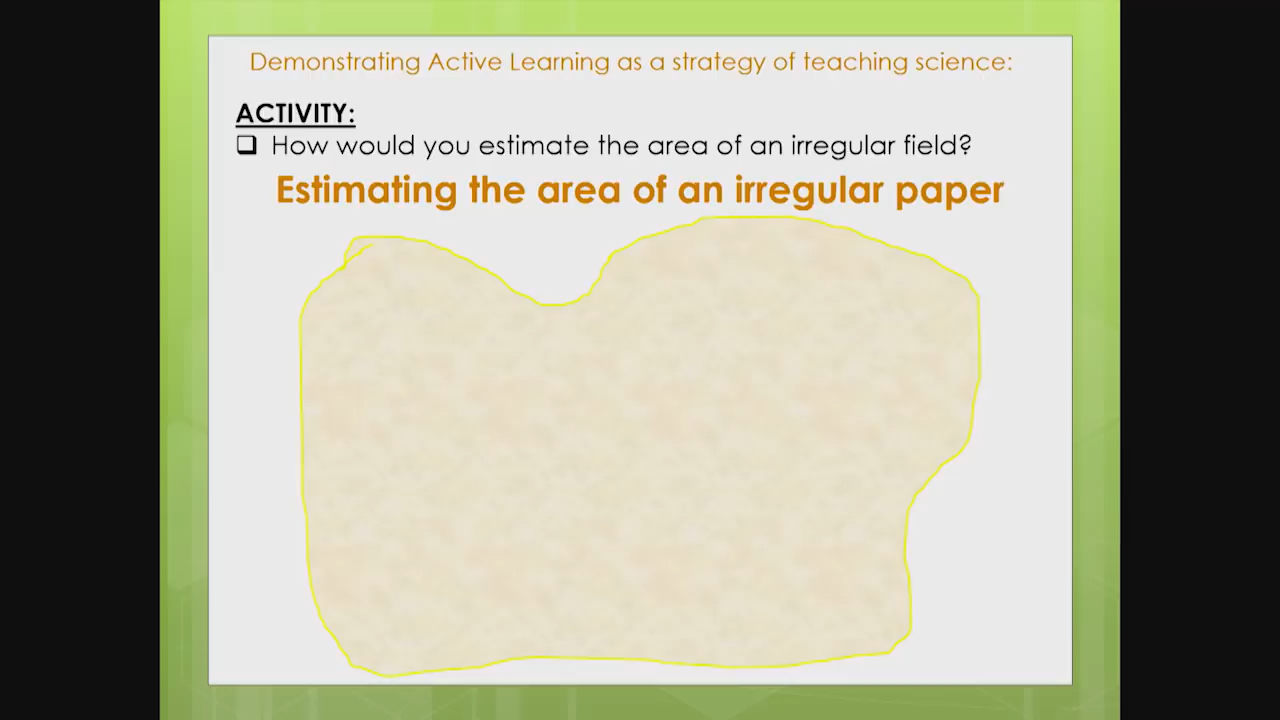 Demonstrating Active Learning as a strategy of teaching science:
ACTIVITY:
❑ How would you estimate the area of an irregular field?
Estimating the area of an irregular paper